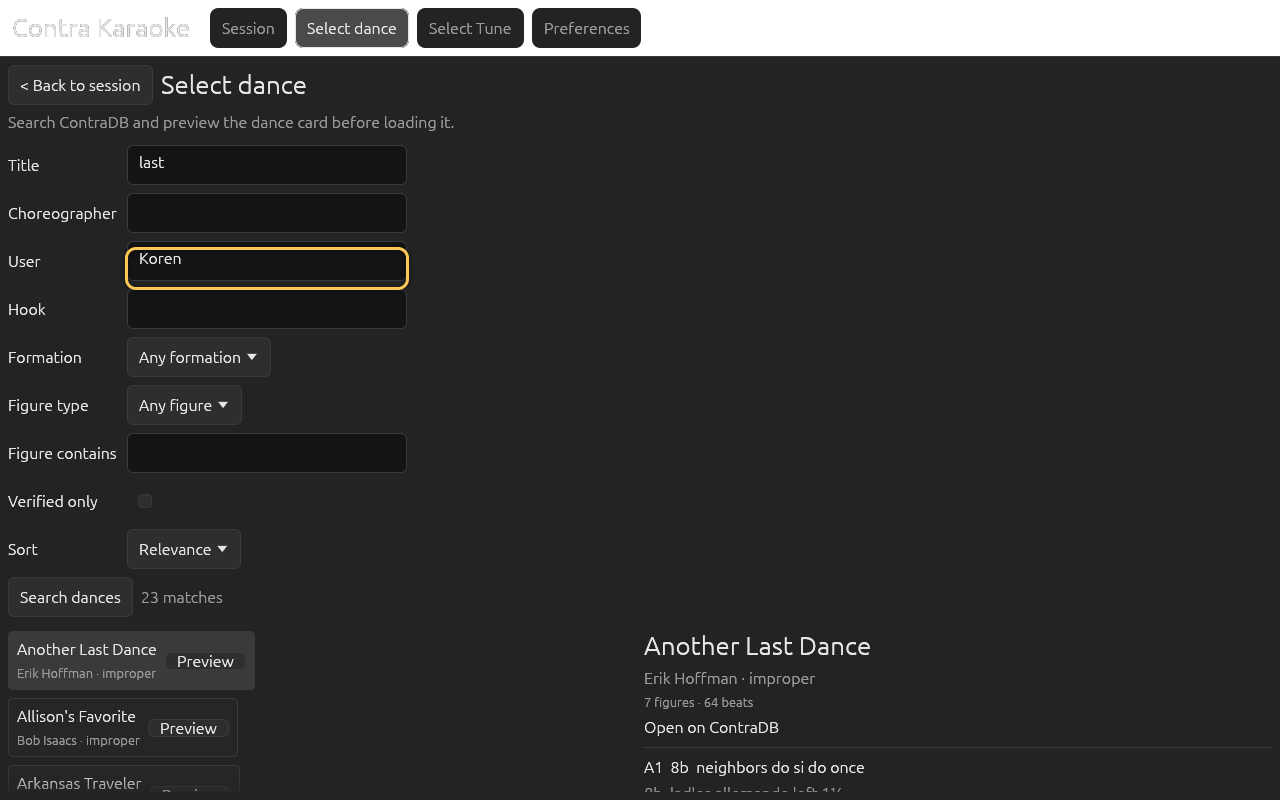 Contra Karaoke Session Select dance Select Tune Preferences
< Back to session Select dance
Search ContraDB and preview the dance card before loading it.
Title last
Choreographer
User Koren
Hook
Formation Any formation
Figure type Any figure
Figure contains
Verified only
Sort Relevance
Search dances 23 matches
Another Last Dance
Erik Hoffman · improper
Preview
Allison's Favorite
Bob Isaacs · improper
Preview
Arkansas Traveler
Another Last Dance
Erik Hoffman · improper
7 figures · 64 beats
Open on ContraDB
A1 8b neighbors do si do once